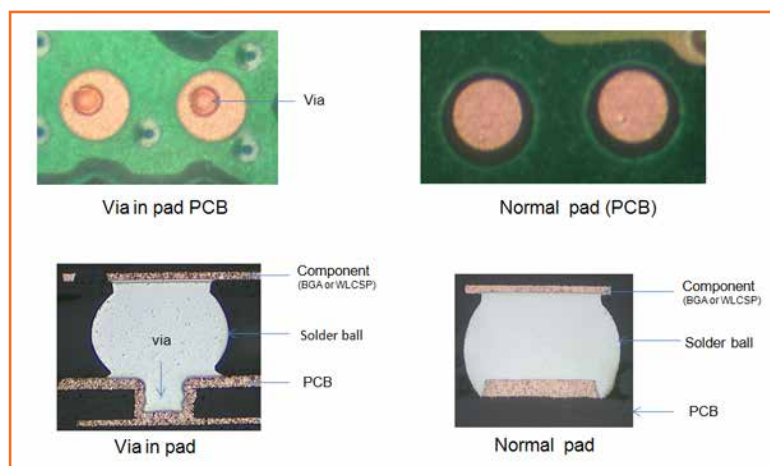 Via
Via in pad PCB
Normal pad (PCB)
Component
(BGA or WLCSP)
via
Solder ball
PCB
Via in pad
Component
(BGA or WLCSP)
Solder ball
PCB
Normal pad